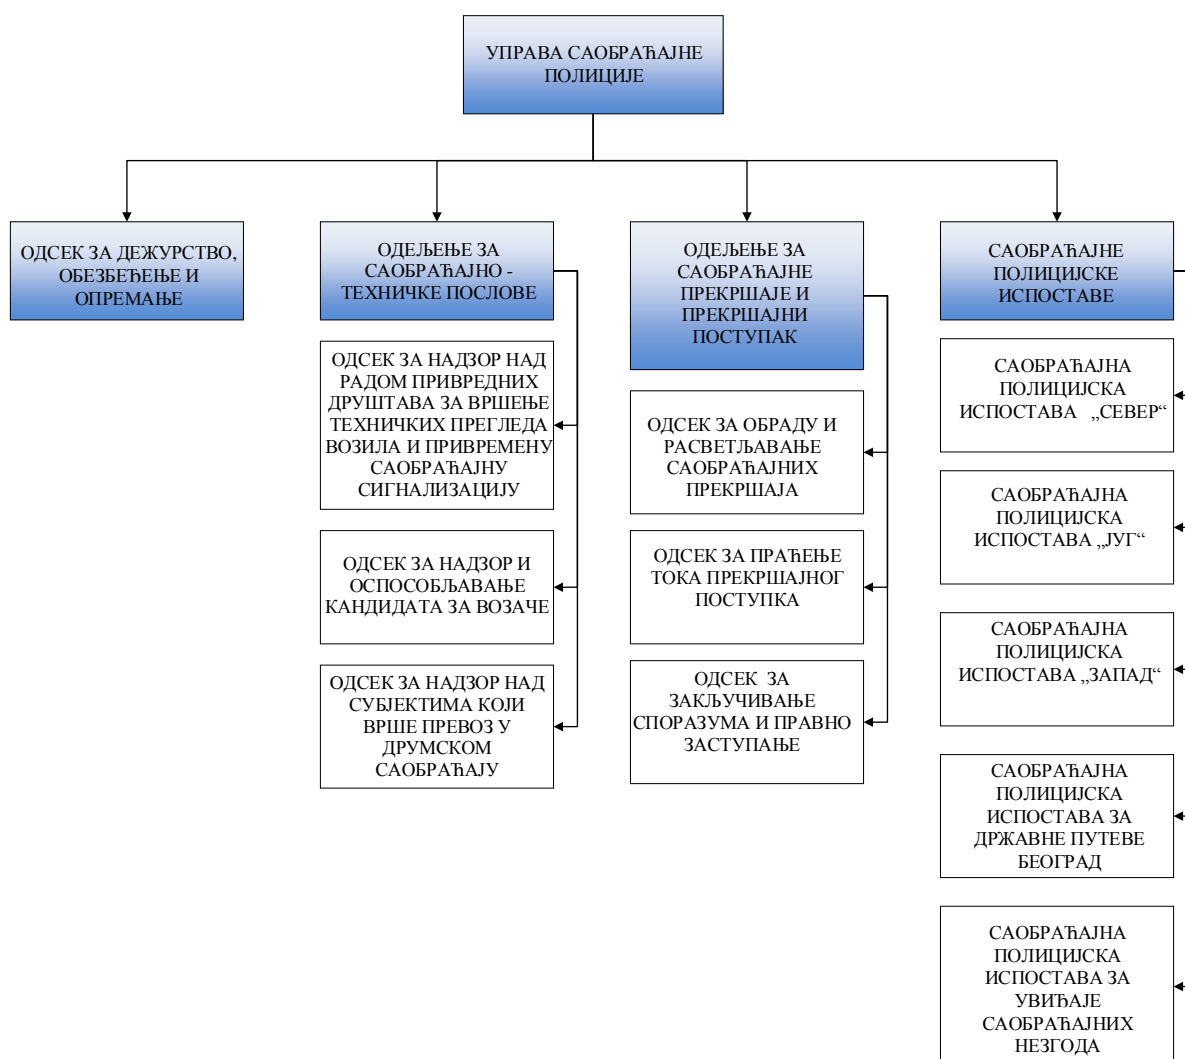 УПРАВА САОБРАЋАЈНЕ
ПОЛИЦИЈЕ
ОДСЕК ЗА ДЕЖУРСТВО,
ОБЕЗБЕЂЕЊЕ И
ОПРЕМАЊЕ
ОДЕЉЕЊЕ ЗА
САОБРАЋАЈНО -
ТЕХНИЧКЕ ПОСЛОВЕ
ОДСЕК ЗА НАДЗОР НАД
РАДОМ ПРИВРЕДНИХ
ДРУШТАВА ЗА ВРШЕЊЕ
ТЕХНИЧКИХ ПРЕГЛЕДА
ВОЗИЛА И ПРИВРЕМЕНУ
САОБРАЋАЈНУ
СИГНАЛИЗАЦИЈУ
ОДСЕК ЗА НАДЗОР И
ОСПОСОБЉАВАЊЕ
КАНДИДАТА ЗА ВОЗАЧЕ
ОДСЕК ЗА НАДЗОР НАД
СУБЈЕКТИМА КОЈИ
ВРШЕ ПРЕВОЗ У
ДРУМСКОМ
САОБРАЋАЈУ
ОДЕЉЕЊЕ ЗА
САОБРАЋАЈНЕ
ПРЕКРШАЈЕ И
ПРЕКРШАЈНИ
ПОСТУПАК
ОДСЕК ЗА ОБРАДУ И
РАСВЕТЉАВАЊЕ
САОБРАЋАЈНИХ
ПРЕКРШАЈА
ОДСЕК ЗА ПРАЋЕЊЕ
ТОКА ПРЕКРШАЈНОГ
ПОСТУПКА
ОДСЕК ЗА
ЗАКЉУЧИВАЊЕ
СПОРАЗУМА И ПРАВНО
ЗАСТУПАЊЕ
САОБРАЋАЈНЕ
ПОЛИЦИЈСКЕ
ИСПОСТАВЕ
САОБРАЋАЈНА
ПОЛИЦИЈСКА
ИСПОСТАВА „СЕВЕР“
САОБРАЋАЈНА
ПОЛИЦИЈСКА
ИСПОСТАВА „ЈУГ“
САОБРАЋАЈНА
ПОЛИЦИЈСКА
ИСПОСТАВА „ЗАПАД“
САОБРАЋАЈНА
ПОЛИЦИЈСКА
ИСПОСТАВА ЗА
ДРЖАВНЕ ПУТЕВЕ
БЕОГРАД
САОБРАЋАЈНА
ПОЛИЦИЈСКА
ИСПОСТАВА ЗА
УВИЂАЈЕ
САОБРАЋАЈНИХ
НЕЗГОДА